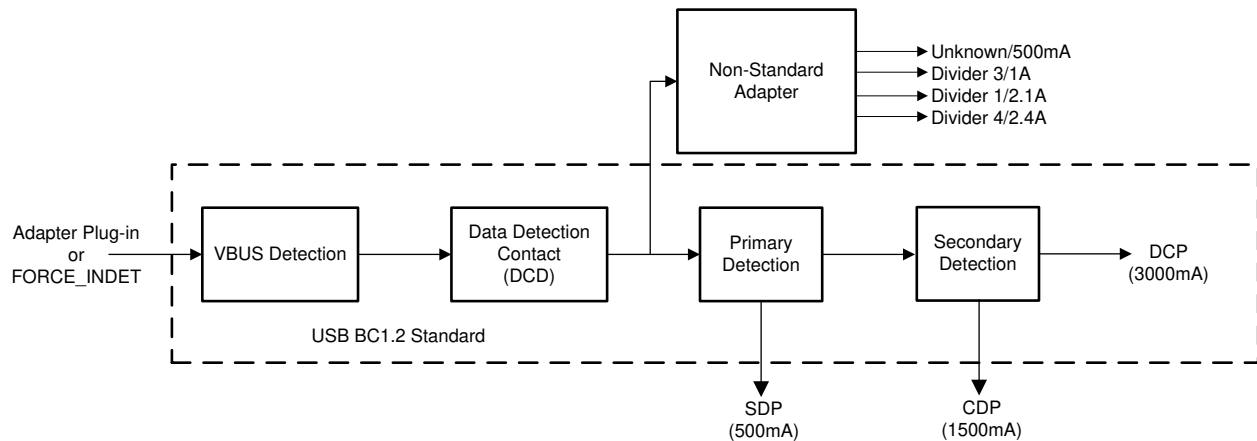 Non-Standard
Adapter
Unknown/500mA
Divider 3/1A
Divider 1/2.1A
Divider 4/2.4A
Adapter Plug-in
or
FORCE_INDET
VBUS Detection
Data Detection
Contact
(DCD)
Primary
Detection
Secondary
Detection
DCP
(3000mA)
USB BC1.2 Standard
SDP
(500mA)
CDP
(1500mA)